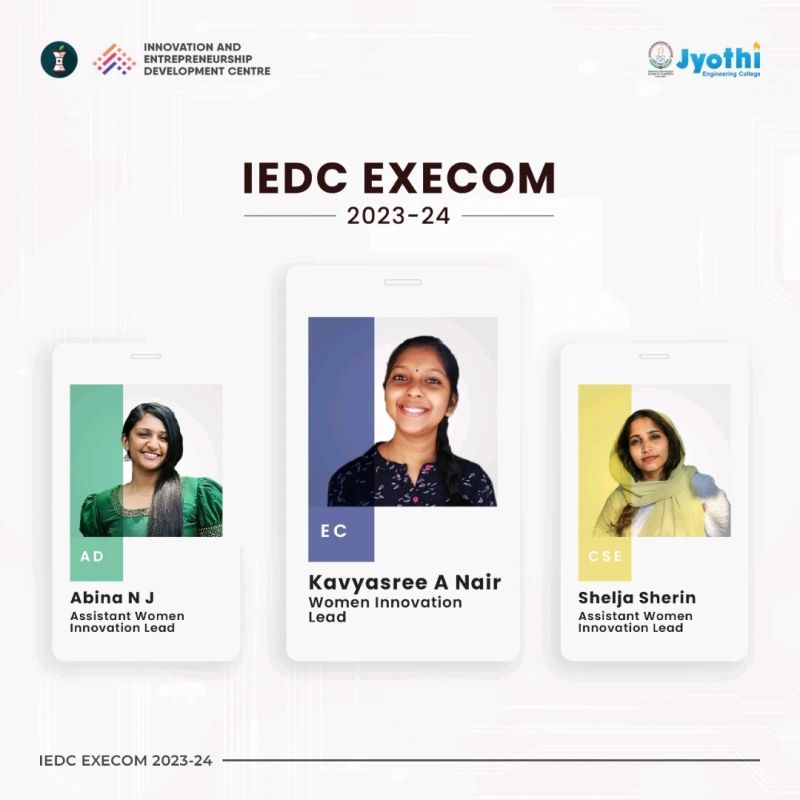 INNOVATION AND
ENTREPRENEURSHIP
DEVELOPMENT CENTRE
Jyothi
Engineering College
IEDC EXECOM
2023-24
AD
Abina N J
Assistant Women
Innovation Lead
EC
Kavyasree A Nair
Women Innovation
Lead
CSE
Shelja Sherin
Assistant Women
Innovation Lead
IEDC EXECOM 2023-24